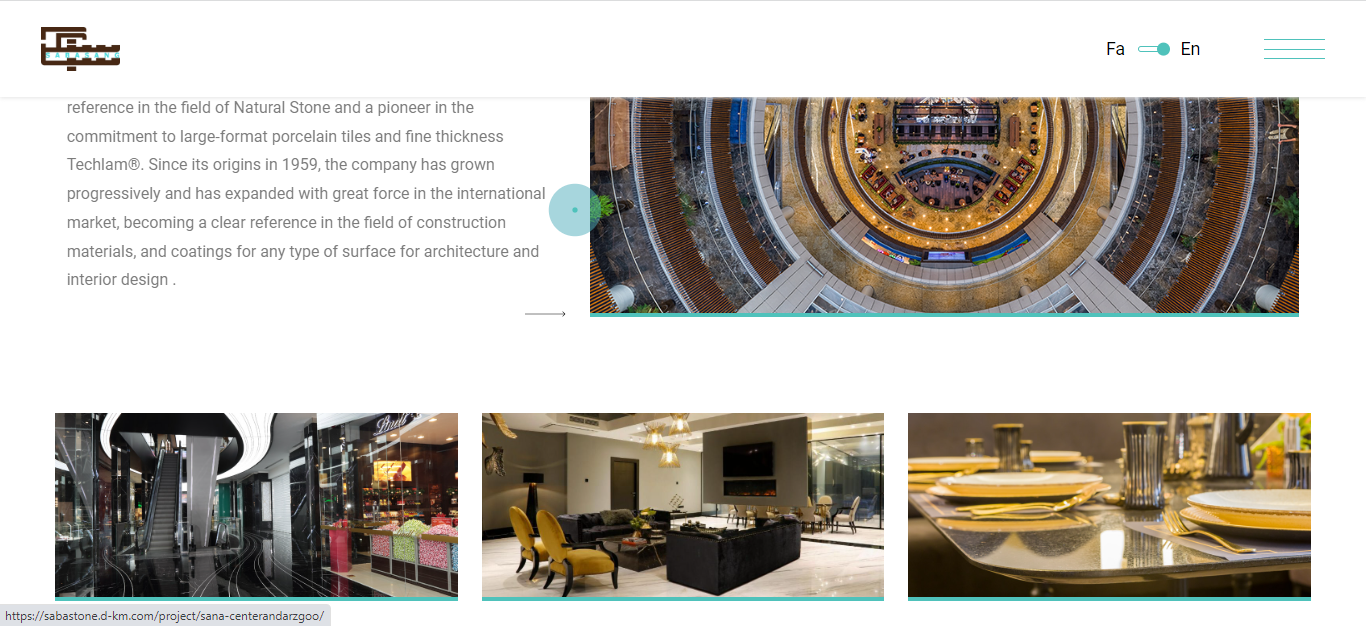 SABASANG
Fa
En
reference in the field of Natural Stone and a pioneer in the
commitment to large-format porcelain tiles and fine thickness
Techlam®. Since its origins in 1959, the company has grown
progressively and has expanded with great force in the international
market, becoming a clear reference in the field of construction
materials, and coatings for any type of surface for architecture and
interior design .
Lindt
https://sabastone.d-km.com/project/sana-centerandarzgoo/